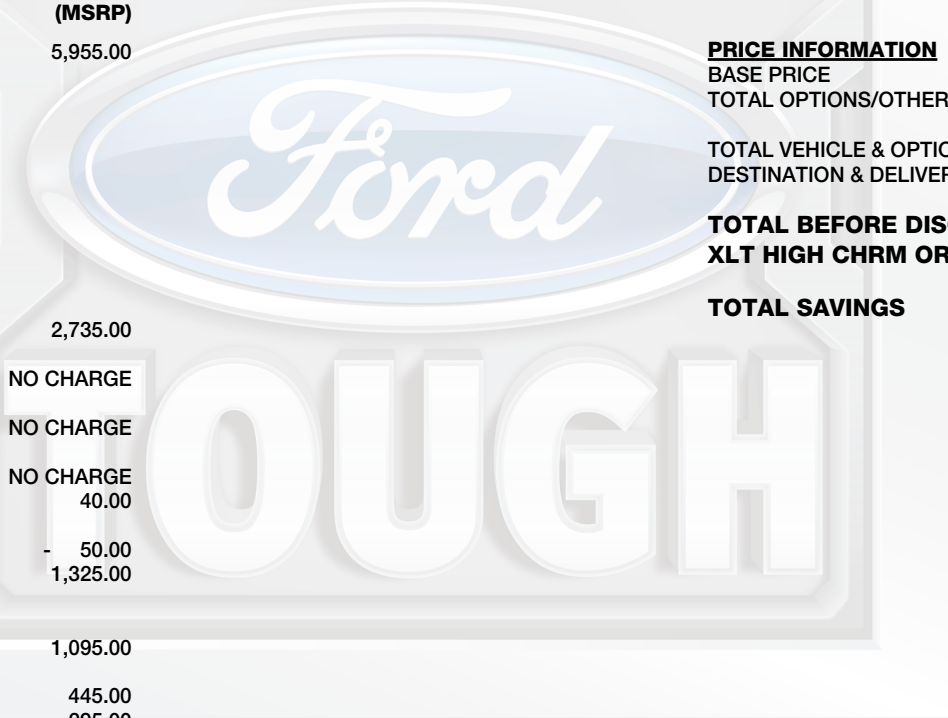 (MSRP)
5,955.00
2,735.00
NO CHARGE
NO CHARGE
NO CHARGE
40.00
- 50.00
1,325.00
1,095.00
445.00
PRICE INFORMATION
BASE PRICE
TOTAL OPTIONS/OTHER
TOTAL VEHICLE & OPTIO
DESTINATION & DELIVER
TOTAL BEFORE DIS
XLT HIGH CHRM OR
TOTAL SAVINGS
Ford
TOUGH